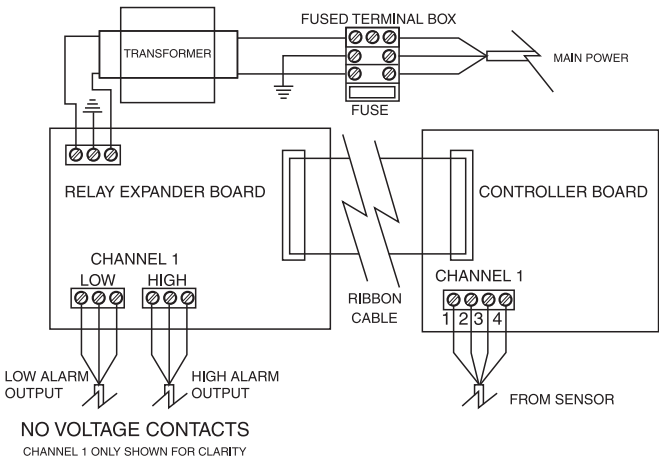 FUSED TERMINAL BOX
TRANSFORMER
MAIN POWER
FUSE
RELAY EXPANDER BOARD
CONTROLLER BOARD
CHANNEL 1
LOW HIGH
RIBBON
CABLE
CHANNEL 1
1 2 3 4
LOW ALARM
OUTPUT
HIGH ALARM
OUTPUT
FROM SENSOR
NO VOLTAGE CONTACTS
CHANNEL 1 ONLY SHOWN FOR CLARITY